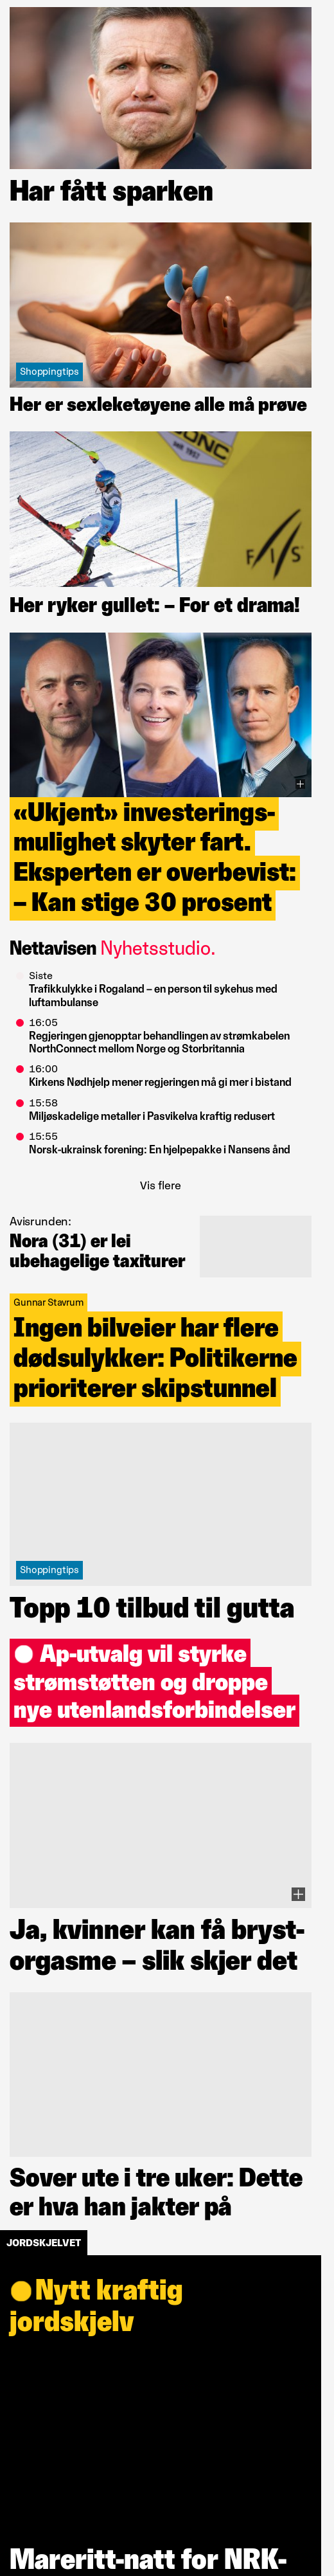 Har fått sparken
Shoppingtips
Her er sexleketøyene alle må prøve
SEIT 1952
F I S
Her ryker gullet: – For et drama!
«Ukjent» investerings-
mulighet skyter fart.
Eksperten er overbevist:
– Kan stige 30 prosent
Nettavisen Nyhetsstudio.
Siste
Trafikkulykke i Rogaland – en person til sykehus med
luftambulanse
16:05
Regjeringen gjenopptar behandlingen av strømkabelen
NorthConnect mellom Norge og Storbritannia
16:00
Kirkens Nødhjelp mener regjeringen må gi mer i bistand
15:58
Miljøskadelige metaller i Pasvikelva kraftig redusert
15:55
Norsk-ukrainsk forening: En hjelpepakke i Nansens ånd
Vis flere
Avisrunden:
Nora (31) er lei
ubehagelige taxiturer
Gunnar Stavrum
Ingen bilveier har flere
dødsulykker: Politikerne
prioriterer skipstunnel
Shoppingtips
Topp 10 tilbud til gutta
Ap-utvalg vil styrke
strømstøtten og droppe
nye utenlandsforbindelser
Ja, kvinner kan få bryst-
orgasme – slik skjer det
Sover ute i tre uker: Dette
er hva han jakter på
JORDSKJELVET
Nytt kraftig
jordskjelv
Mareritt-natt for NRK-